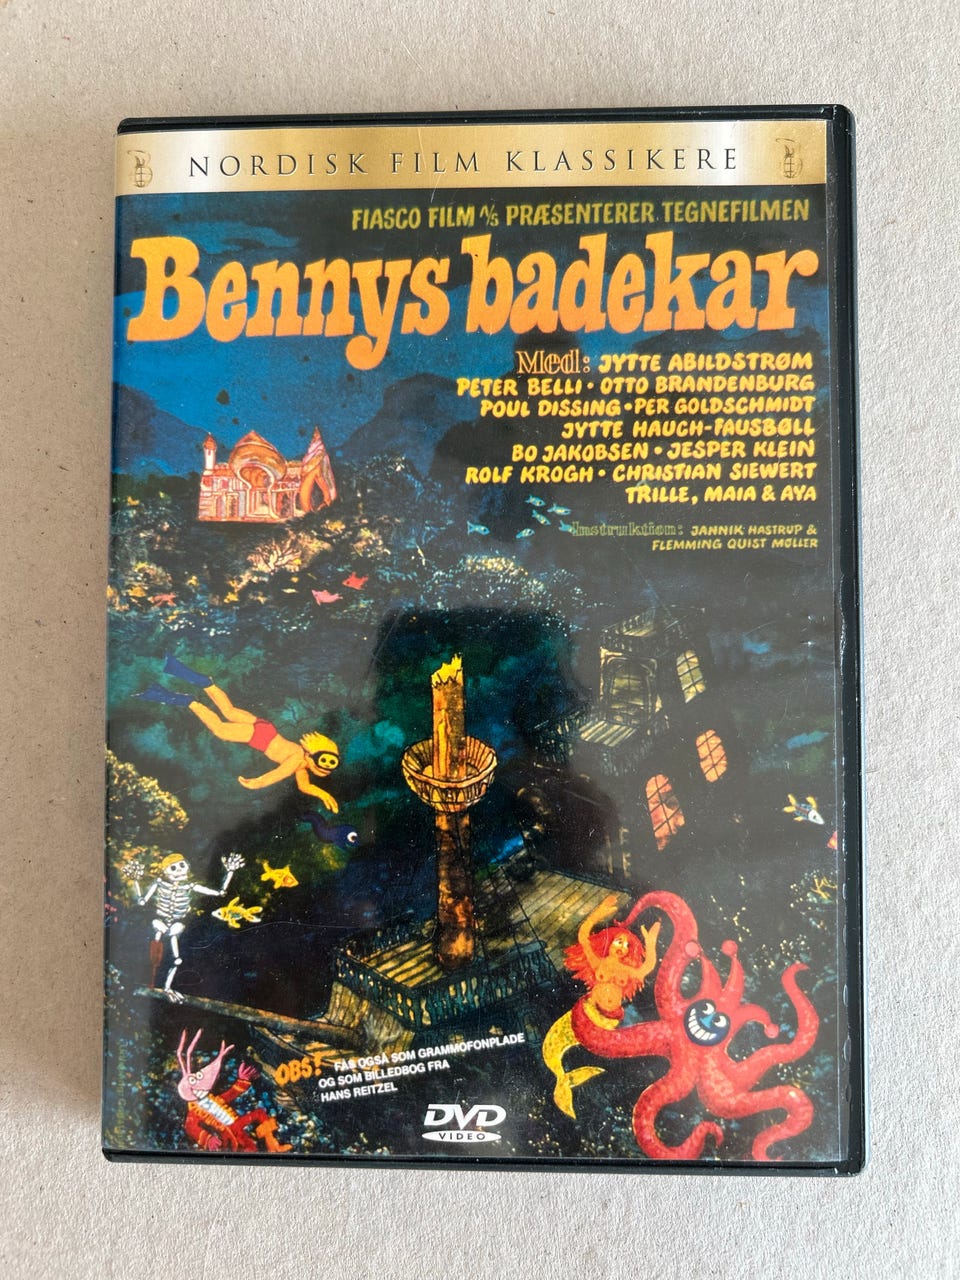 NORDISK FILM KLASSIKERE
FIASCO FILM A/S PRÆSENTERER TEGNEFILMEN
Bennys badekar
Med: JYTTE ABILDSTRØM
PETER BELLI • OTTO BRANDENBURG
POUL DISSING • PER GOLDSCHMIDT
JYTTE HAUCH-FAUSBØLL
BO JAKOBSEN • JESPER KLEIN
ROLF KROGH • CHRISTIAN SIEWERT
TRILLE, MAIA & AYA
Instruktion: JANNIK HASTRUP &
FLEMMING QUIST MØLLER
OBS! FÅS OGSÅ SOM GRAMMOFONPLADE
OG SOM BILLEDBOG FRA
HANS REITZEL
DVD
VIDEO